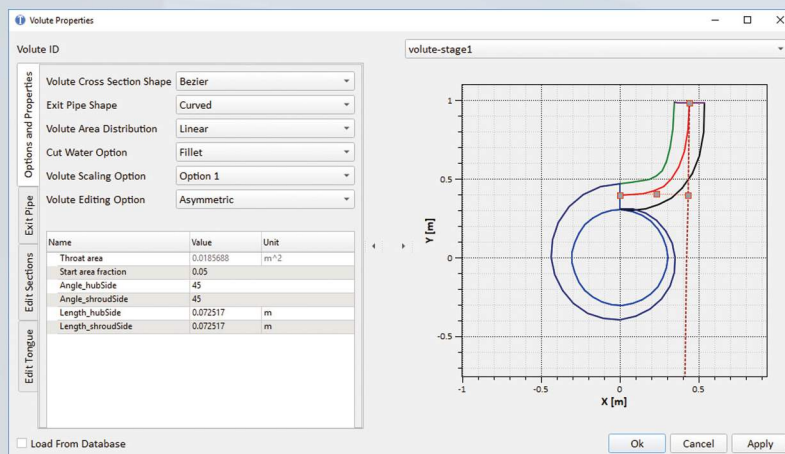 Volute Properties
Volute ID
volute-stage1
Options and Properties
Exit Pipe
Edit Sections
Edit Tongue
Volute Cross Section Shape Bezier
Exit Pipe Shape Curved
Volute Area Distribution Linear
Cut Water Option Fillet
Volute Scaling Option Option 1
Volute Editing Option Asymmetric
Name Value Unit
Throat area 0.0185688 m^2
Start area fraction 0.05
Angle_hubSide 45
Angle_shroudSide 45
Length_hubSide 0.072517 m
Length_shroudSide 0.072517 m
Y [m]
1
0.5
0
-0.5
-1 -0.5 0 0.5
X [m]
Load From Database
Ok Cancel Apply